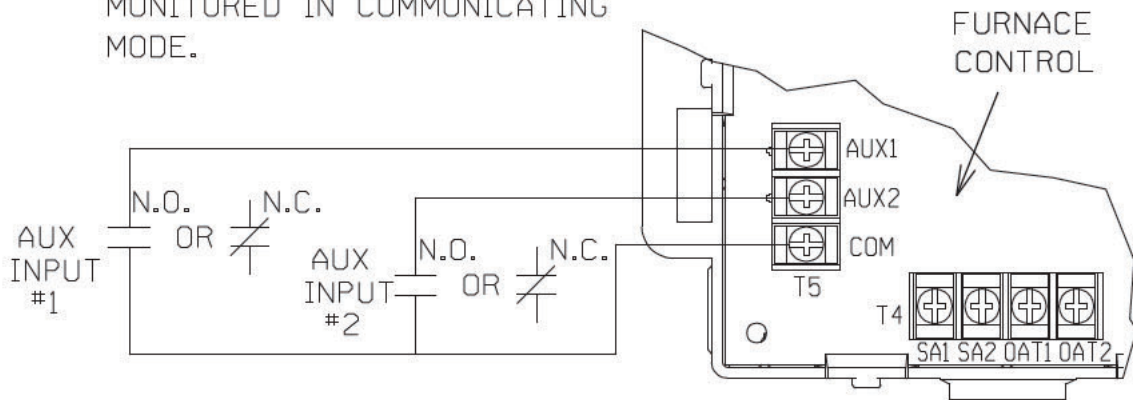 MONITORED IN COMMUNICATING
MODE.
FURNACE
CONTROL
AUX1
AUX2
COM
T5
N.O.
OR
N.C.
AUX
INPUT
#1
N.O.
OR
N.C.
AUX
INPUT
#2
T4
SA1 SA2 OAT1 OAT2